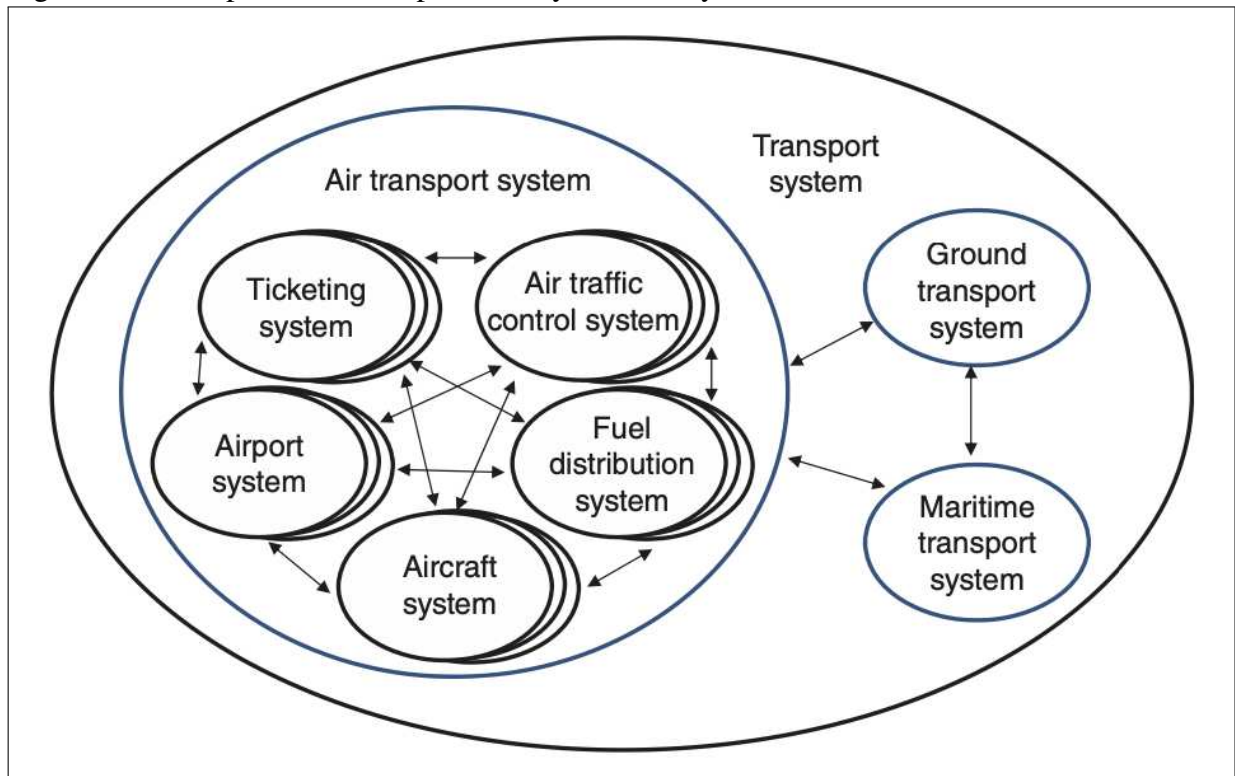 Transport
system
Air transport system
Ticketing
system
Air traffic
control system
Airport
system
Fuel
distribution
system
Aircraft
system
Ground
transport
system
Maritime
transport
system